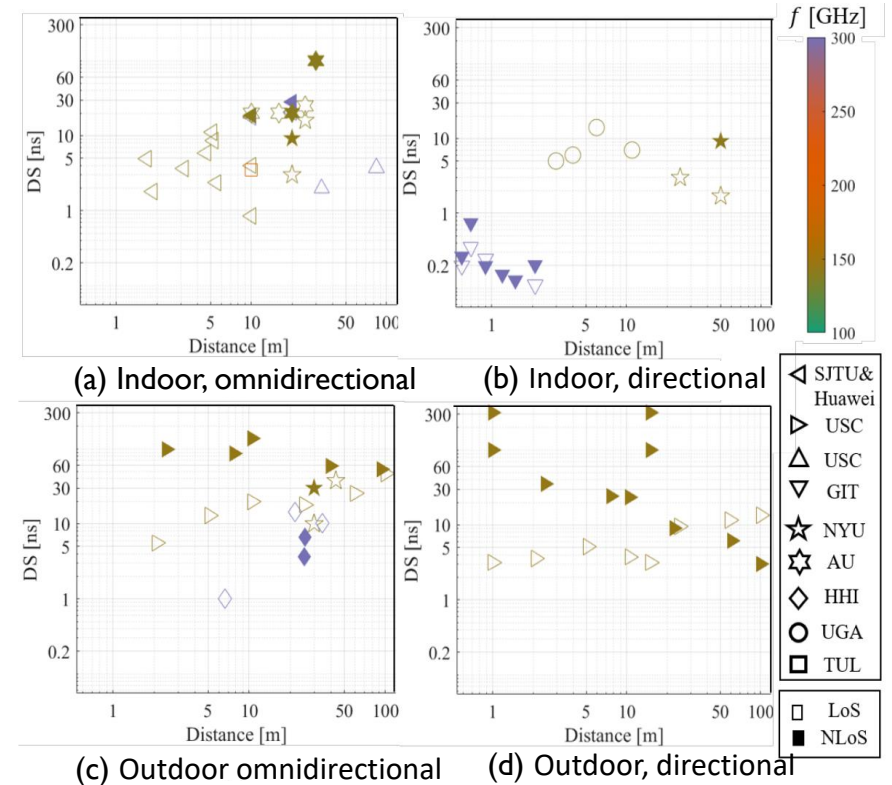 f [GHz]
300
250
200
150
100
DS [ns]
300
60
30
10
5
1
0.2
1
5
10
50
100
Distance [m]
(a) Indoor, omnidirectional
DS [ns]
300
60
30
10
5
1
0.2
1
5
10
50
100
Distance [m]
(b) Indoor, directional
DS [ns]
300
60
30
10
5
1
0.2
1
5
10
50
100
Distance [m]
(c) Outdoor omnidirectional
DS [ns]
300
60
30
10
5
1
0.2
1
5
10
50
100
Distance [m]
(d) Outdoor, directional
SJTU&
Huawei
USC
USC
GIT
NYU
AU
HHI
UGA
TUL
LoS
NLoS